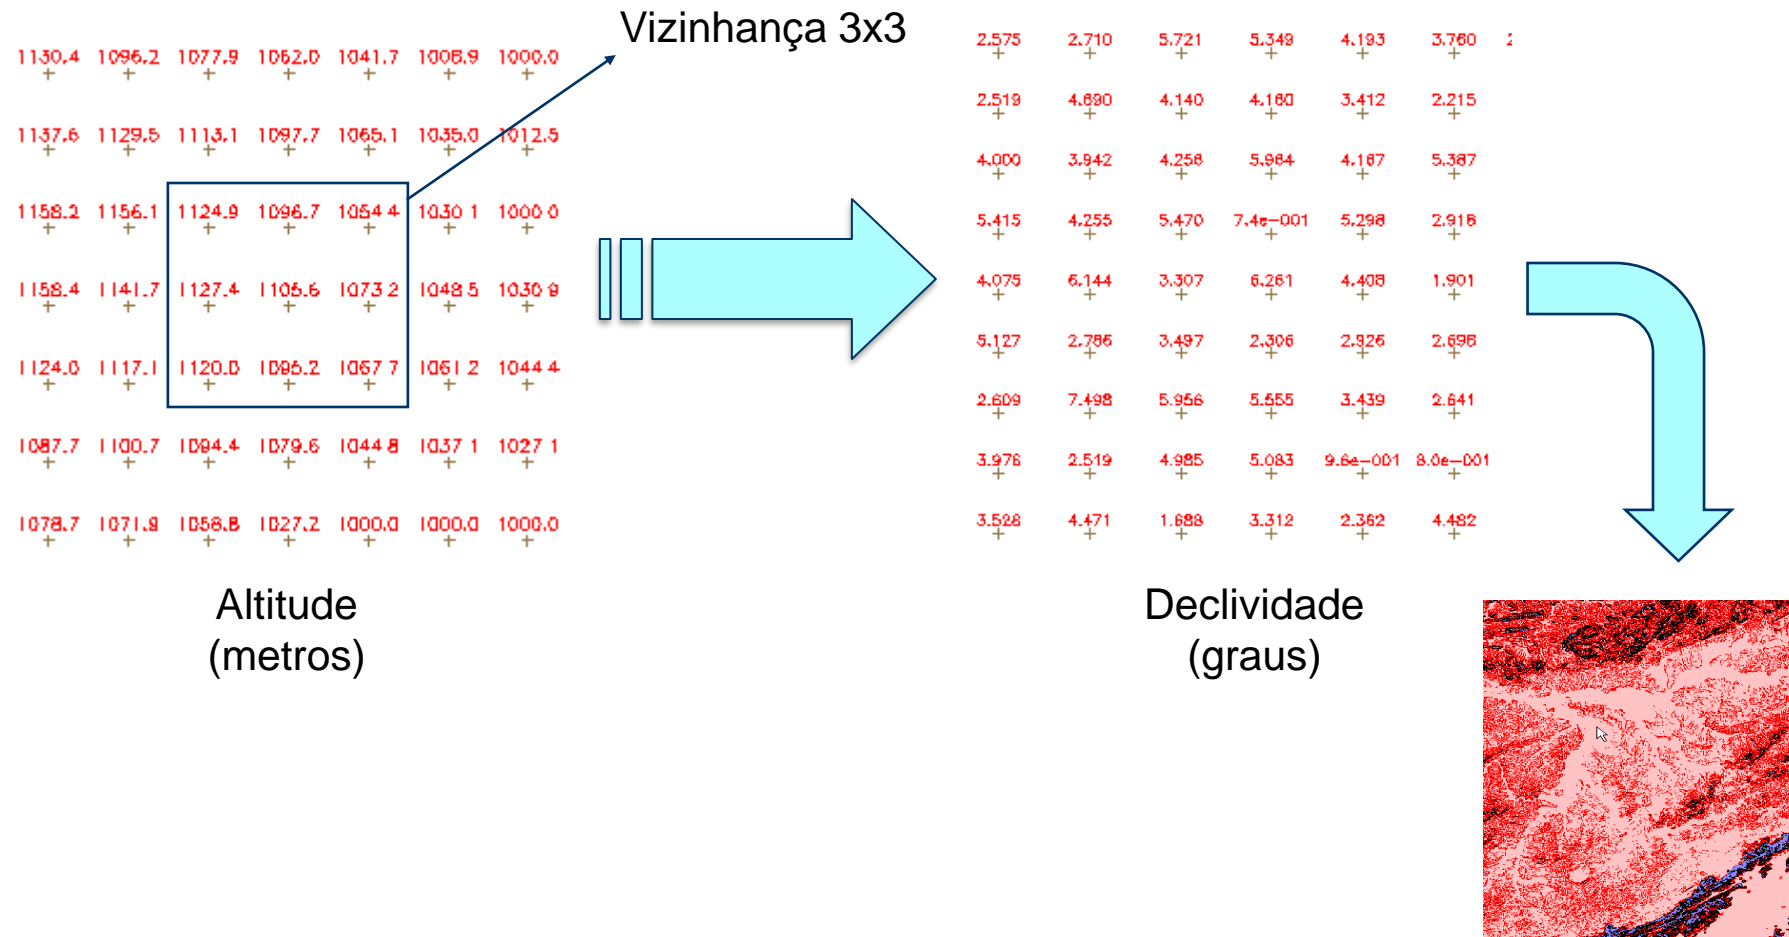 Vizinhança 3x3
1130.4 1096.2 1077.9 1062.0 1041.7 1008.9 1000.0
1137.6 1129.5 1113.1 1097.7 1065.1 1035.0 1012.5
1158.2 1156.1 1124.9 1096.7 1054.4 1030.1 1000.0
1158.4 1141.7 1127.4 1105.6 1073.2 1048.5 1030.9
1124.0 1117.1 1120.0 1095.2 1067.7 1061.2 1044.4
1087.7 1100.7 1094.4 1079.6 1044.8 1037.1 1027.1
1078.7 1071.9 1058.8 1027.2 1000.0 1000.0 1000.0
Altitude
(metros)
2.575 2.710 5.721 5.349 4.193 3.760
2.519 4.690 4.140 4.160 3.412 2.215
4.000 3.942 4.256 5.984 4.187 5.387
5.415 4.255 5.470 7.4e-001 5.298 2.916
4.075 6.144 3.307 6.261 4.408 1.901
5.127 2.786 3.497 2.306 2.926 2.698
2.609 7.498 5.956 5.555 3.439 2.641
3.976 2.519 4.985 5.083 9.6e-001 8.0e-001
3.528 4.471 1.688 3.312 2.362 4.482
Declividade
(graus)